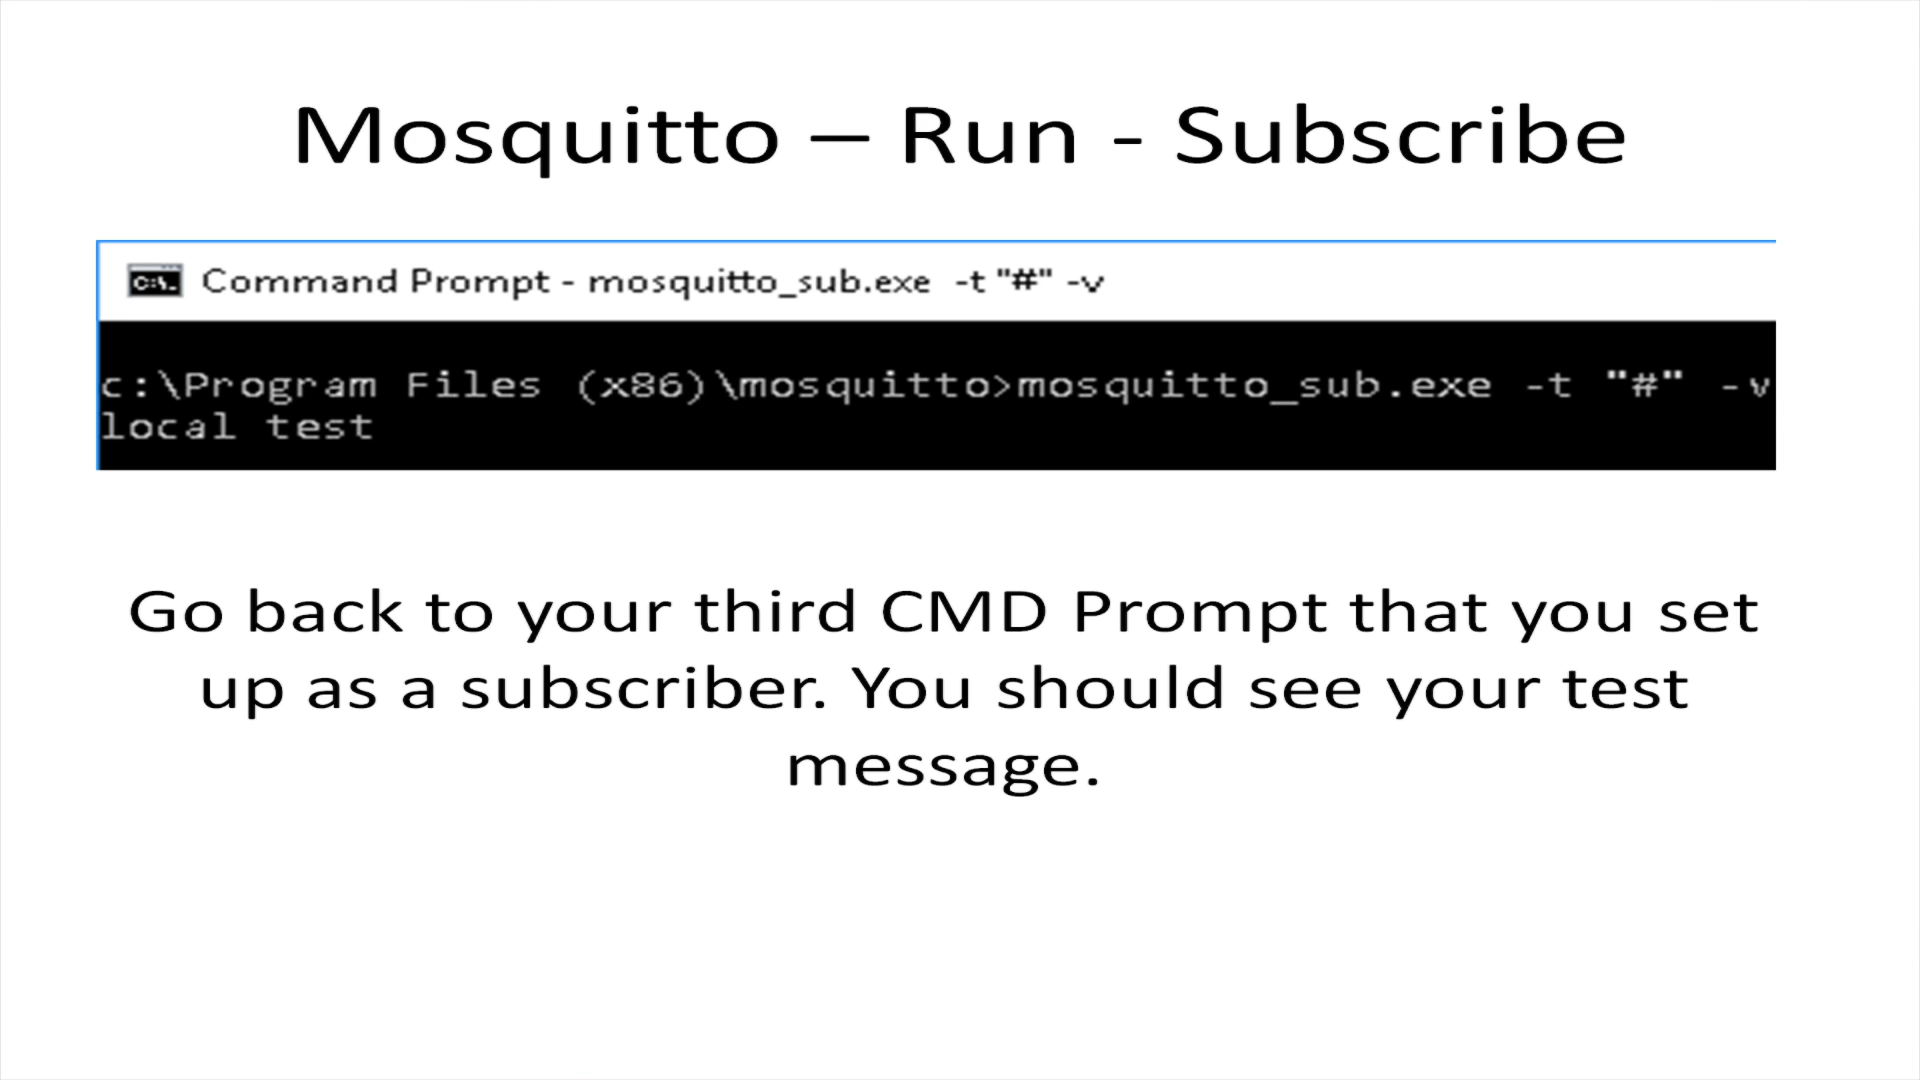 Mosquitto – Run - Subscribe
C:\. Command Prompt - mosquitto_sub.exe -t "#" -v
c:\Program Files (x86)\mosquitto>mosquitto_sub.exe -t "#" -v
local test
Go back to your third CMD Prompt that you set
up as a subscriber. You should see your test
message.